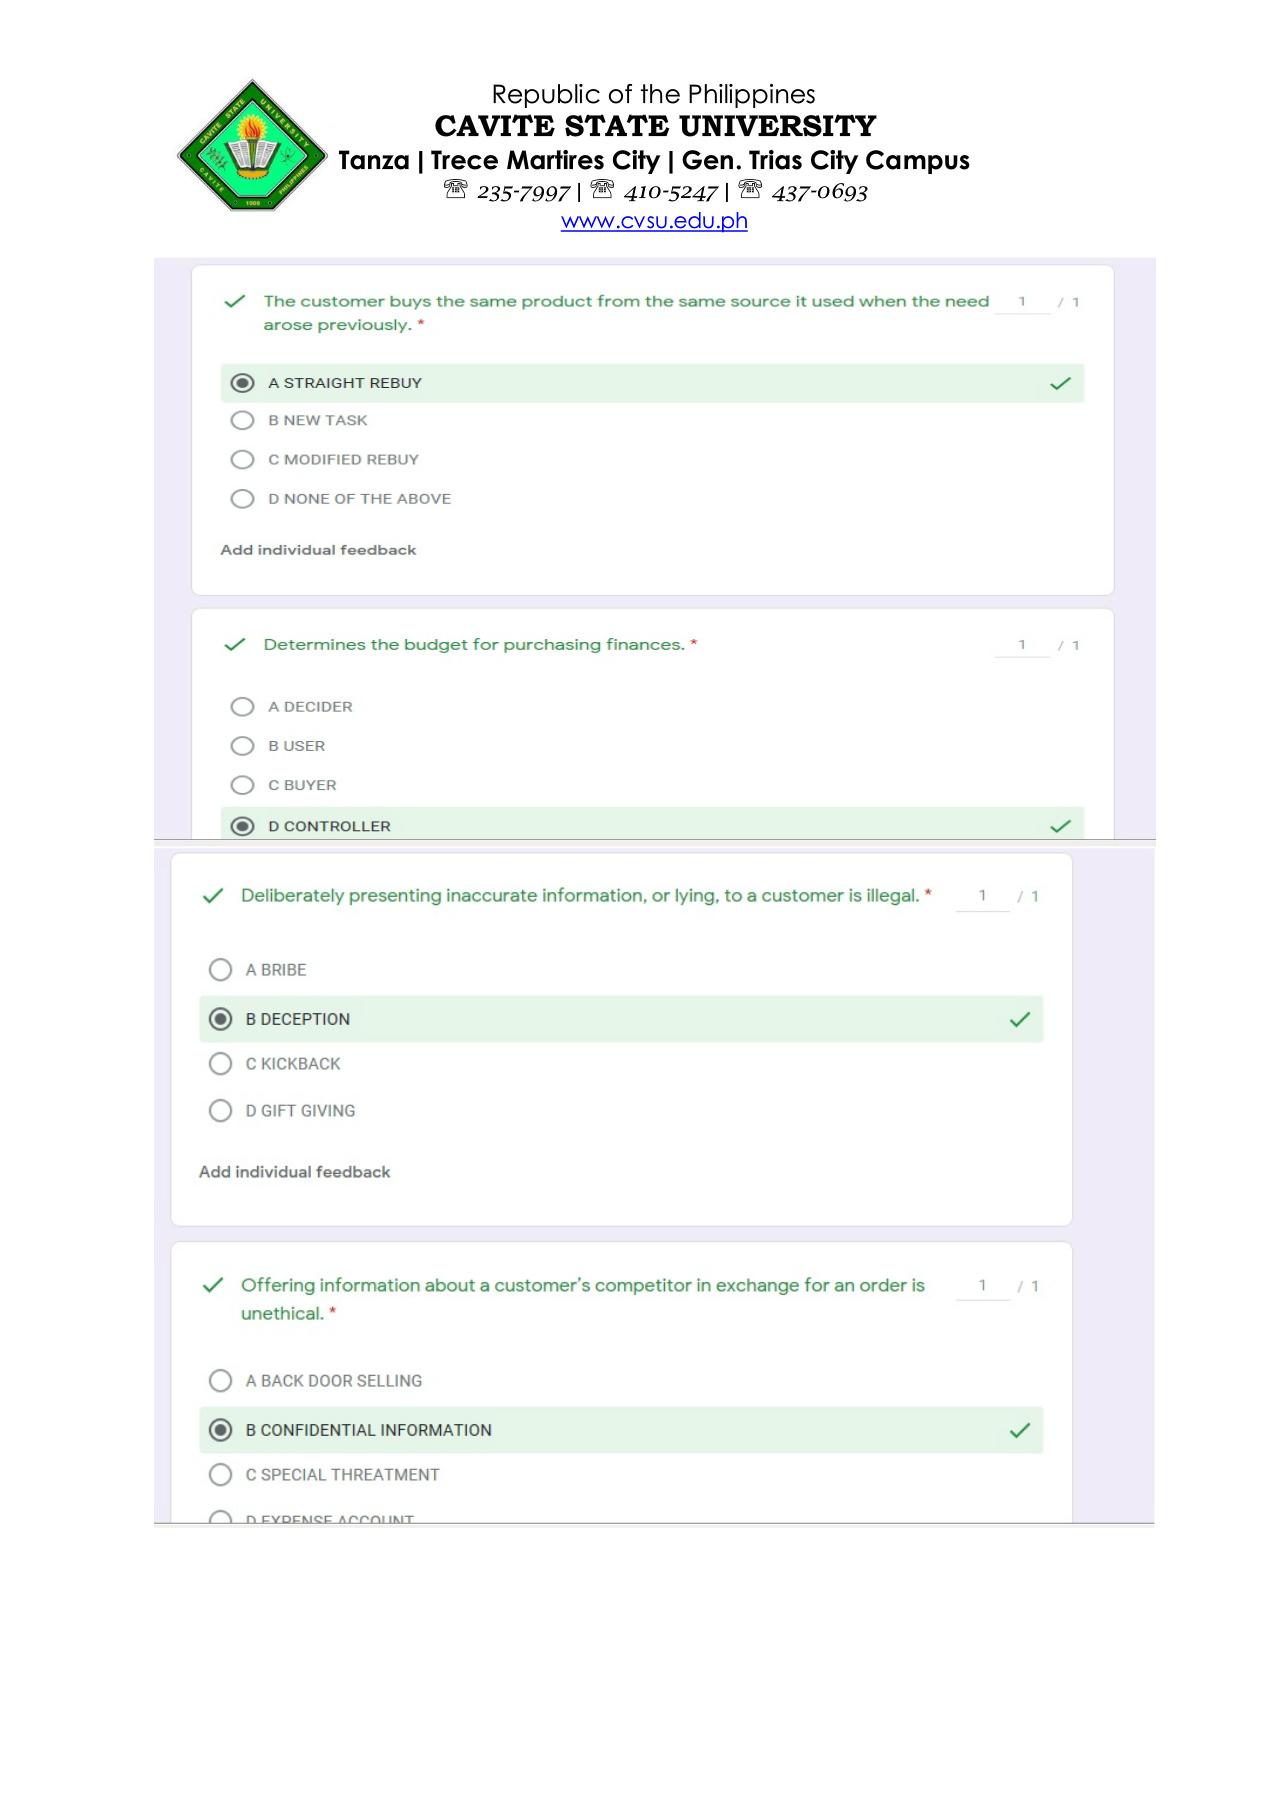 Republic of the Philippines
CAVITE STATE UNIVERSITY
Tanza | Trece Martires City | Gen. Trias City Campus
☏ 235-7997 | ☏ 410-5247 | ☏ 437-0693
www.cvsu.edu.ph
CAVITE STATE UNIVERSITY
CAVITE PHILIPPINES
1906
The customer buys the same product from the same source it used when the need 1 / 1
arose previously. *
A STRAIGHT REBUY
B NEW TASK
C MODIFIED REBUY
D NONE OF THE ABOVE
Add individual feedback
Determines the budget for purchasing finances. * 1 / 1
A DECIDER
B USER
C BUYER
D CONTROLLER
Deliberately presenting inaccurate information, or lying, to a customer is illegal. * 1 / 1
A BRIBE
B DECEPTION
C KICKBACK
D GIFT GIVING
Add individual feedback
Offering information about a customer's competitor in exchange for an order is 1 / 1
unethical. *
A BACK DOOR SELLING
B CONFIDENTIAL INFORMATION
C SPECIAL THREATMENT
D EXPENSE ACCOUNT